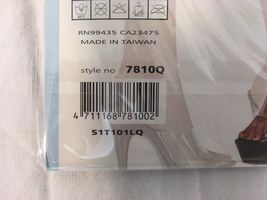 RN99435 CA23475
MADE IN TAIWAN
style no 7810Q
4 711168 781002
S1T101LQ